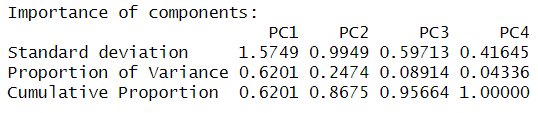 Importance of components:
PC1 PC2 PC3 PC4
Standard deviation 1.5749 0.9949 0.59713 0.41645
Proportion of Variance 0.6201 0.2474 0.08914 0.04336
Cumulative Proportion 0.6201 0.8675 0.95664 1.00000